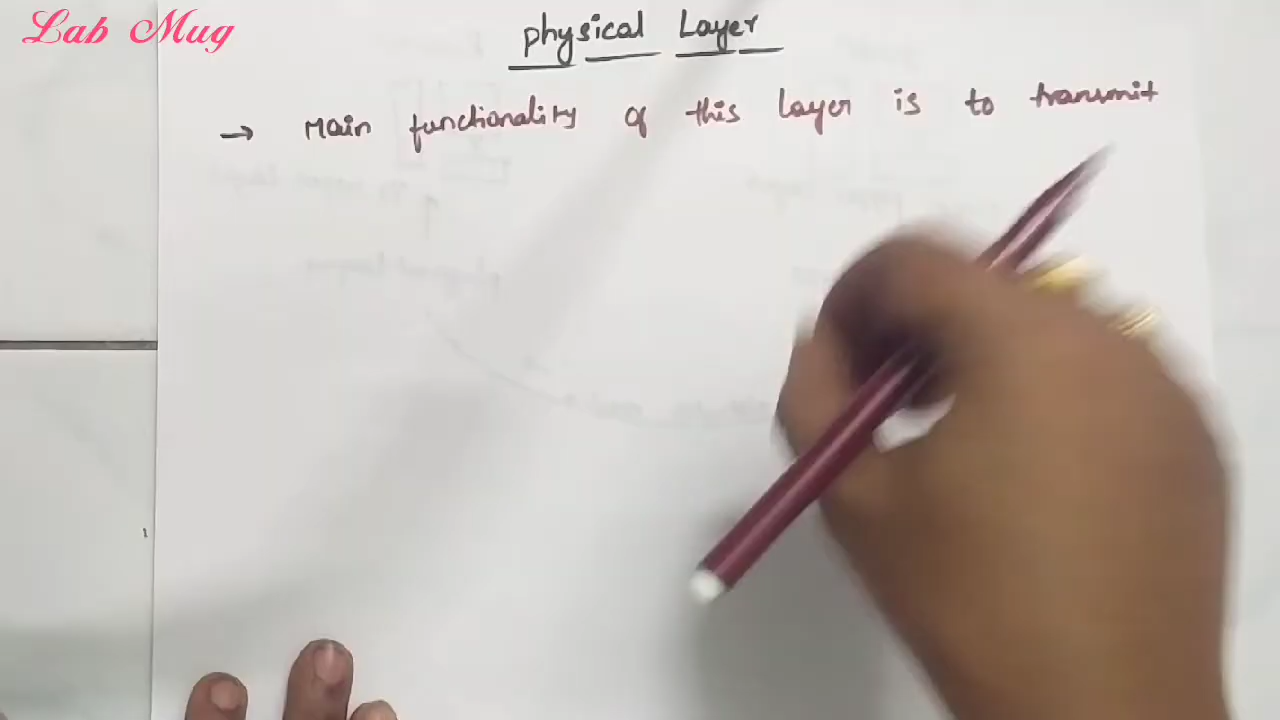 Lab Mug
physical Layer
→ Main functionality of this layer is to transmit